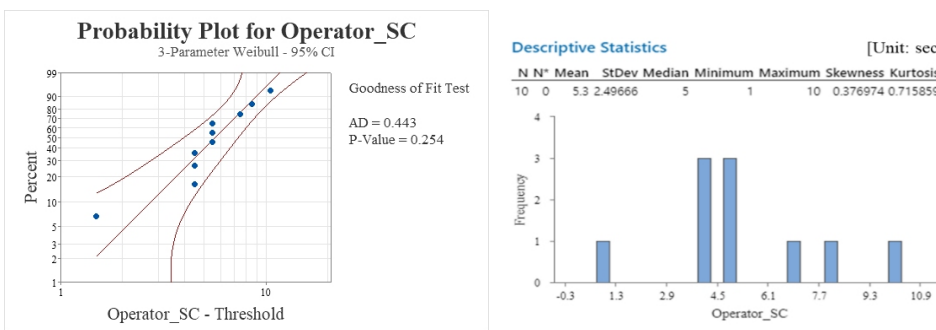 Probability Plot for Operator_SC
3-Parameter Weibull - 95% CI
99
90
80
70
60
50
40
30
20
10
5
3
2
1
Percent
1
10
Operator_SC - Threshold
Goodness of Fit Test
AD = 0.443
P-Value = 0.254
Descriptive Statistics
[Unit: sec
N N* Mean StDev Median Minimum Maximum Skewness Kurtosis
10 0 5.3 2.49666 5 1 10 0.376974 0.715859
4
3
2
1
0
Frequency
-0.3 1.3 2.9 4.5 6.1 7.7 9.3 10.9
Operator_SC